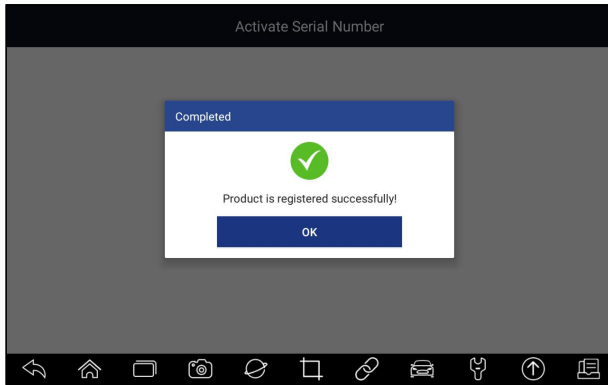 Activate Serial Number
Completed
Product is registered successfully!
OK